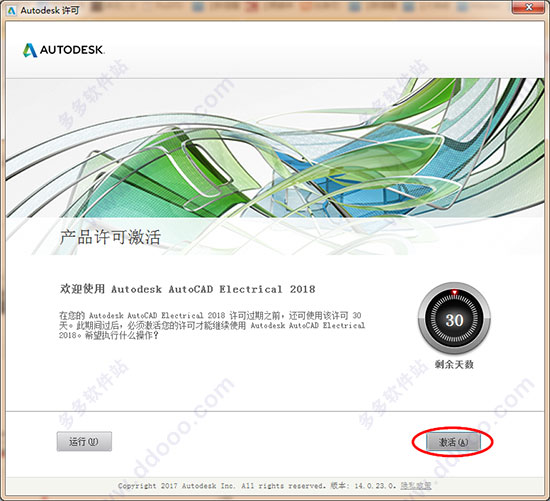 Autodesk 许可
AUTODESK.
产品许可激活
欢迎使用 Autodesk AutoCAD Electrical 2018
在您的 Autodesk AutoCAD Electrical 2018 许可过期之前，还可使用该许可 30
天。此期间过后，必须激活您的许可才能继续使用 Autodesk AutoCAD Electrical
2018。希望执行什么操作？
30
剩余天数
运行(U)
激活(A)
Copyright 2017 Autodesk Inc. All rights reserved. 版本: 14.0.23.0. 隐私政策
多多软件站
www.ddooo.com